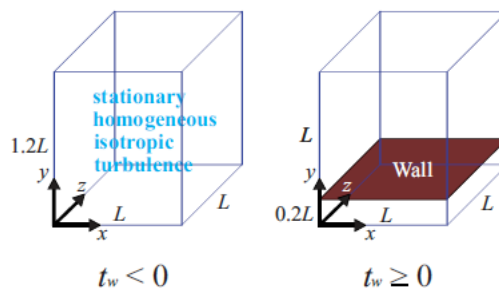 stationary
homogeneous
isotropic
turbulence
1.2L
y
z
L
x
L
t_w < 0
L
Wall
y
z
0.2L
L
x
L
t_w ≥ 0